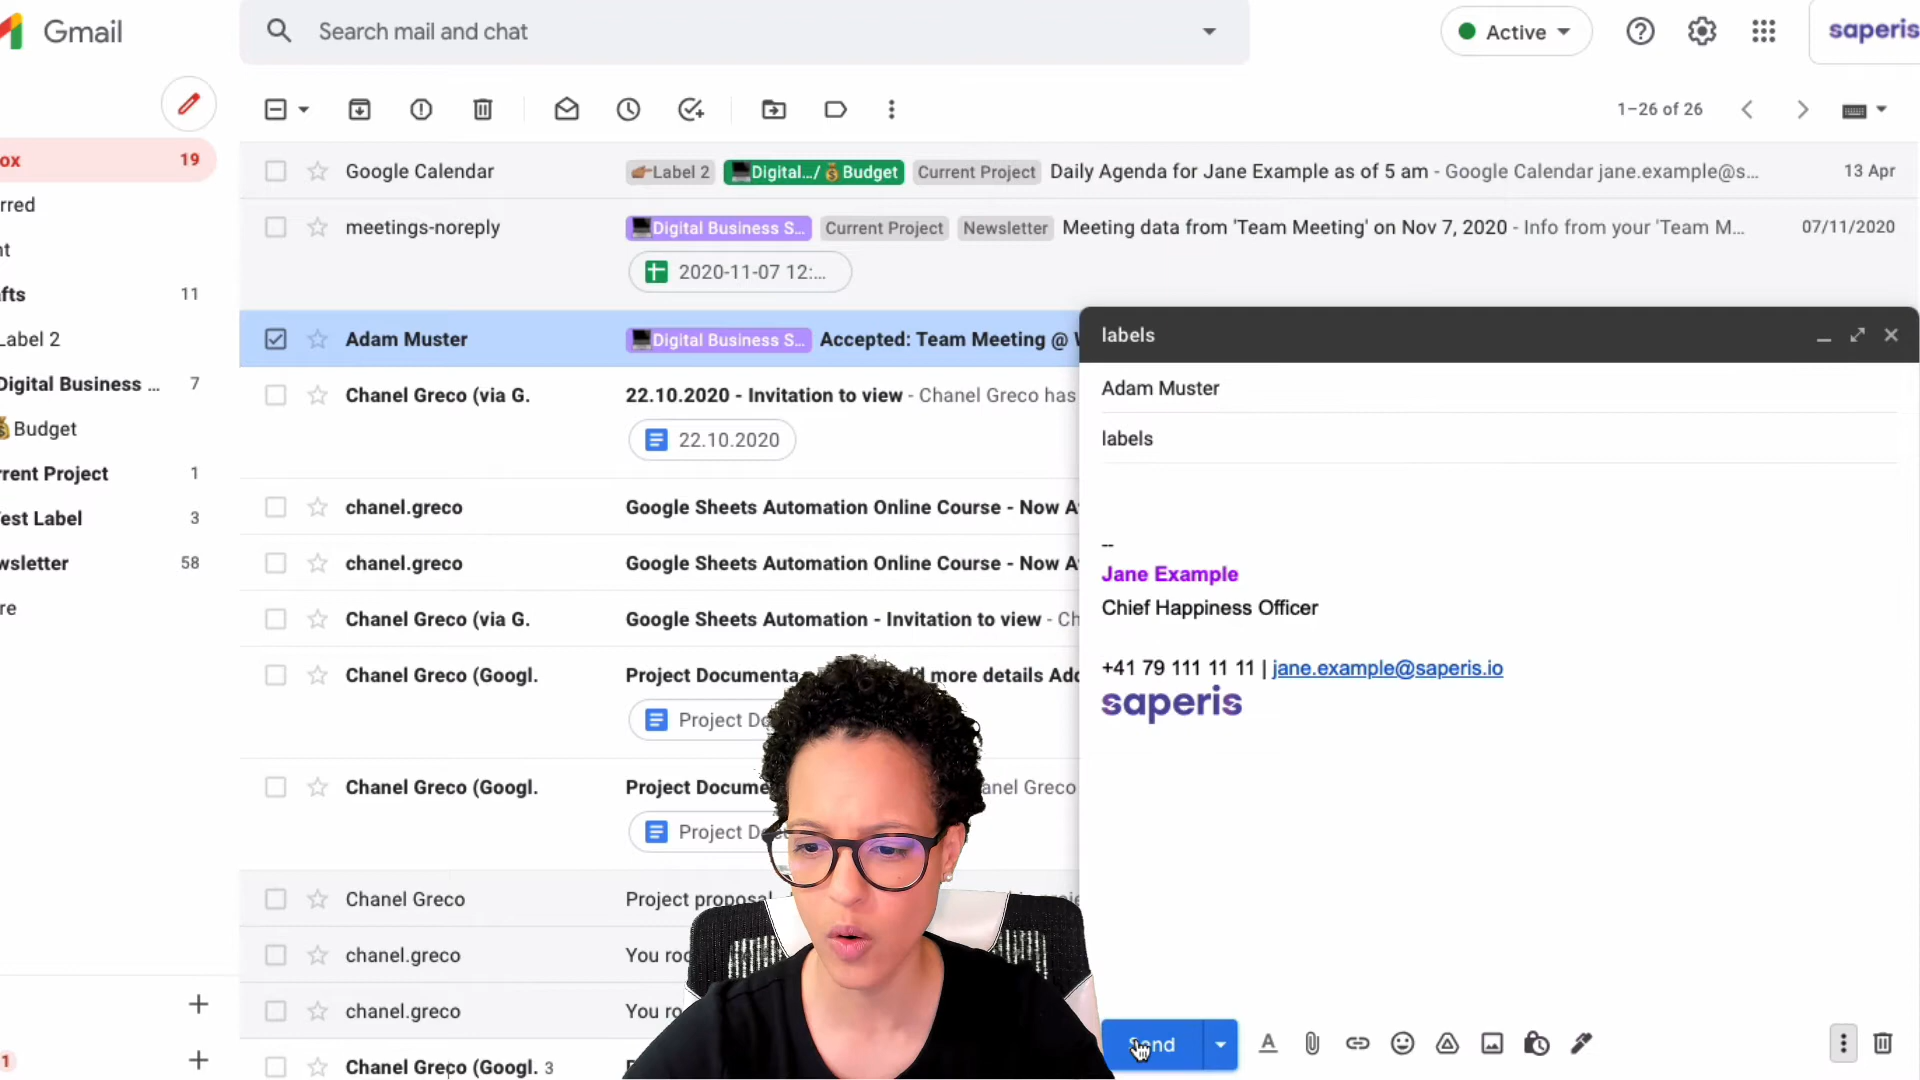 Gmail
Search mail and chat
Active
saperis
1–26 of 26
ox 19
rred
nt
afts 11
Label 2
Digital Business ... 7
Budget
rrent Project 1
est Label 3
wsletter 58
re
1
Google Calendar Label 2 Digital.../ Budget Current Project Daily Agenda for Jane Example as of 5 am - Google Calendar jane.example@s... 13 Apr
meetings-noreply Digital Business S... Current Project Newsletter Meeting data from 'Team Meeting' on Nov 7, 2020 - Info from your 'Team M... 07/11/2020
2020-11-07 12:...
Adam Muster Digital Business S... Accepted: Team Meeting @
Chanel Greco (via G. 22.10.2020 - Invitation to view - Chanel Greco has
22.10.2020
chanel.greco Google Sheets Automation Online Course - Now A
chanel.greco Google Sheets Automation Online Course - Now A
Chanel Greco (via G. Google Sheets Automation - Invitation to view - Ch
Chanel Greco (Googl. Project Documenta d more details Add
Project Do
Chanel Greco (Googl. Project Docume anel Greco
Project Do
Chanel Greco Project proposal
chanel.greco You roc
chanel.greco You ro
Chanel Greco (Googl. 3
labels
Adam Muster
labels
--
Jane Example
Chief Happiness Officer
+41 79 111 11 11 | jane.example@saperis.io
saperis
Send